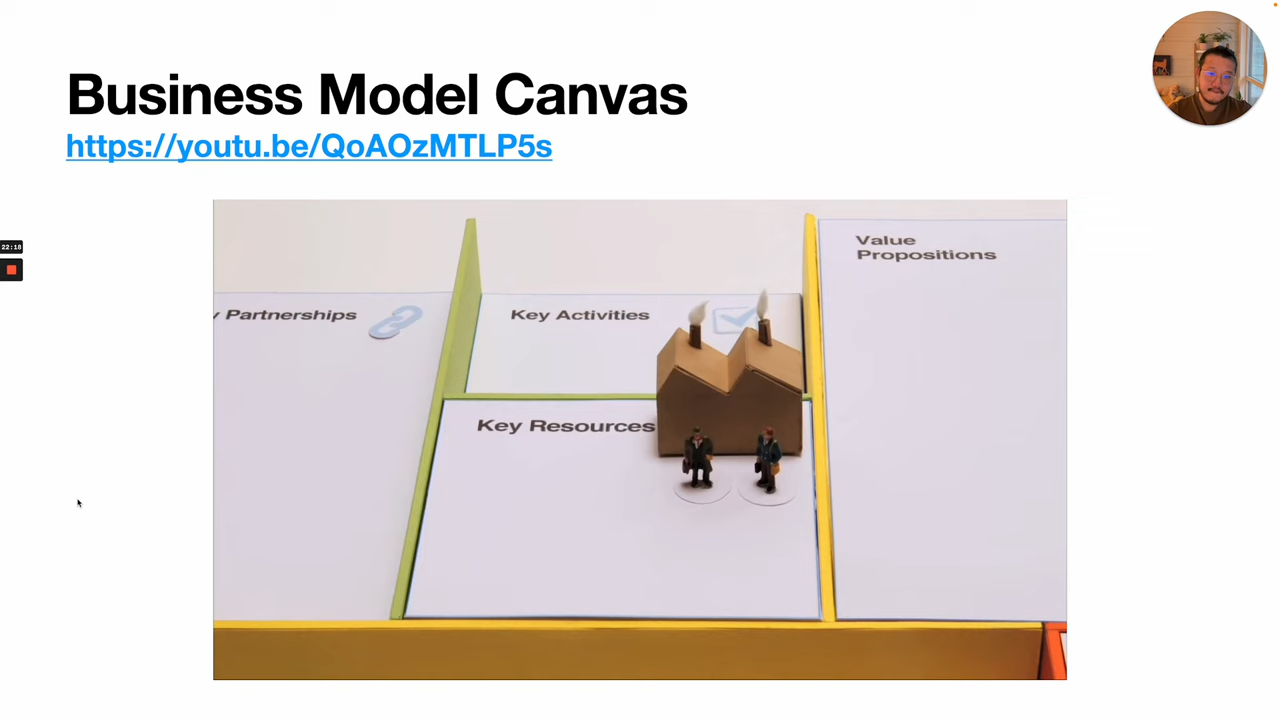 Business Model Canvas
https://youtu.be/QoAOzMTLP5s
22:18
y Partnerships
Key Activities
Value
Propositions
Key Resources